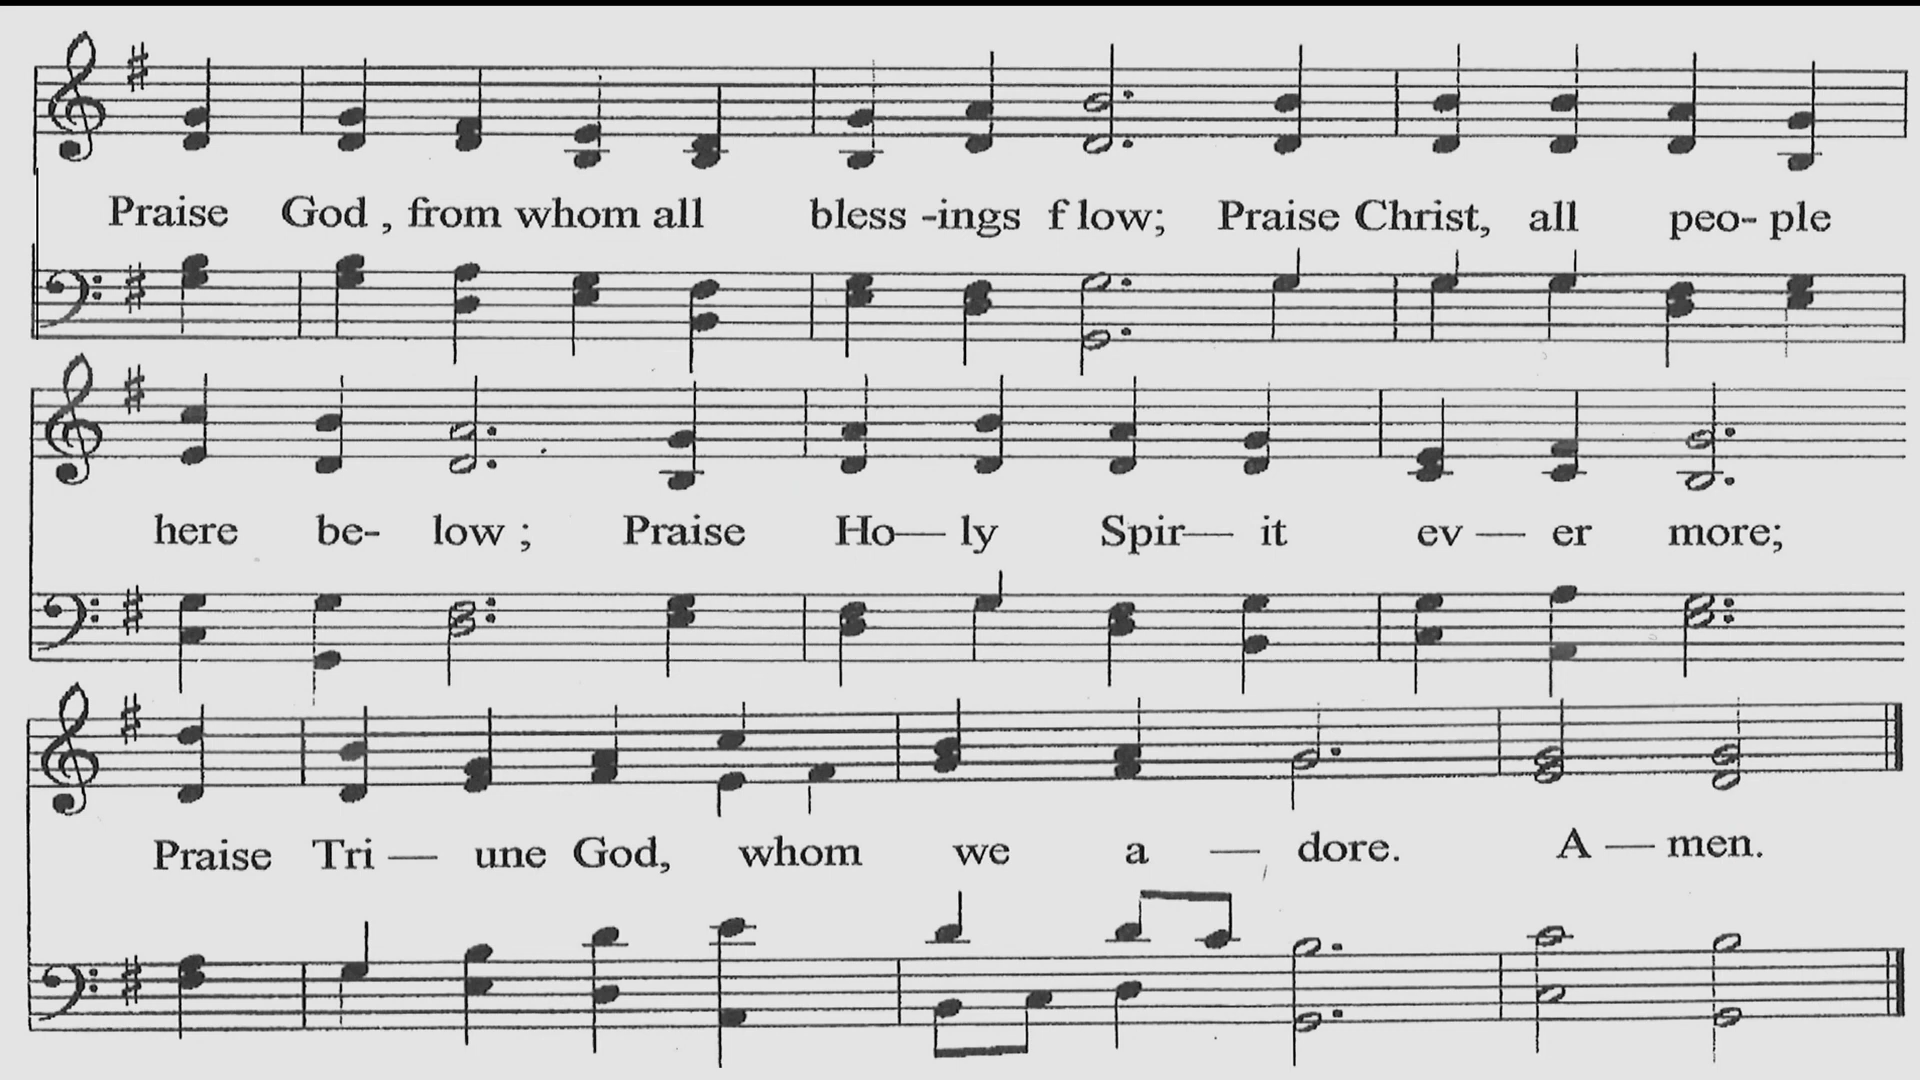 Praise God , from whom all bless -ings f low; Praise Christ, all peo- ple
here be- low ; Praise Ho— ly Spir— it ev — er more;
Praise Tri — une God, whom we a — dore. A — men.